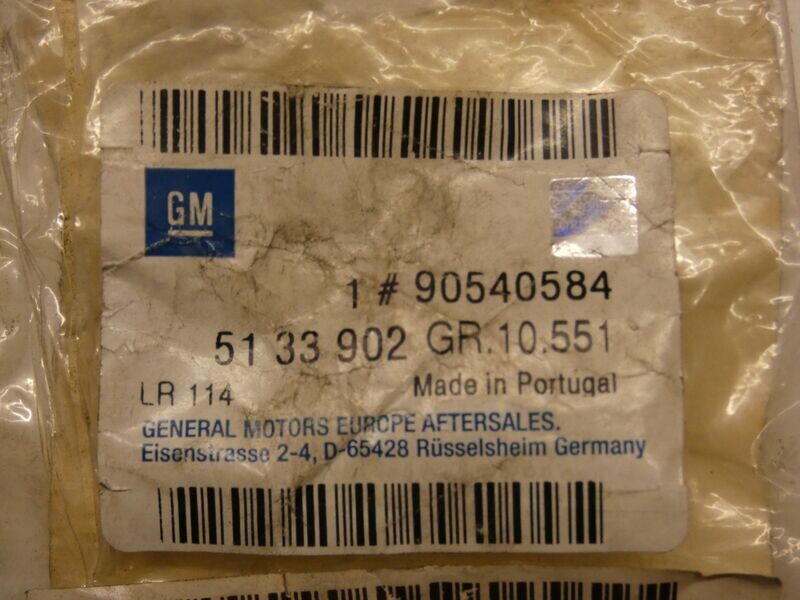 GM
1 # 90540584
51 33 902 GR.10.551
LR 114 Made in Portugal
GENERAL MOTORS EUROPE AFTERSALES.
Eisenstrasse 2-4, D-65428 Rüsselsheim Germany